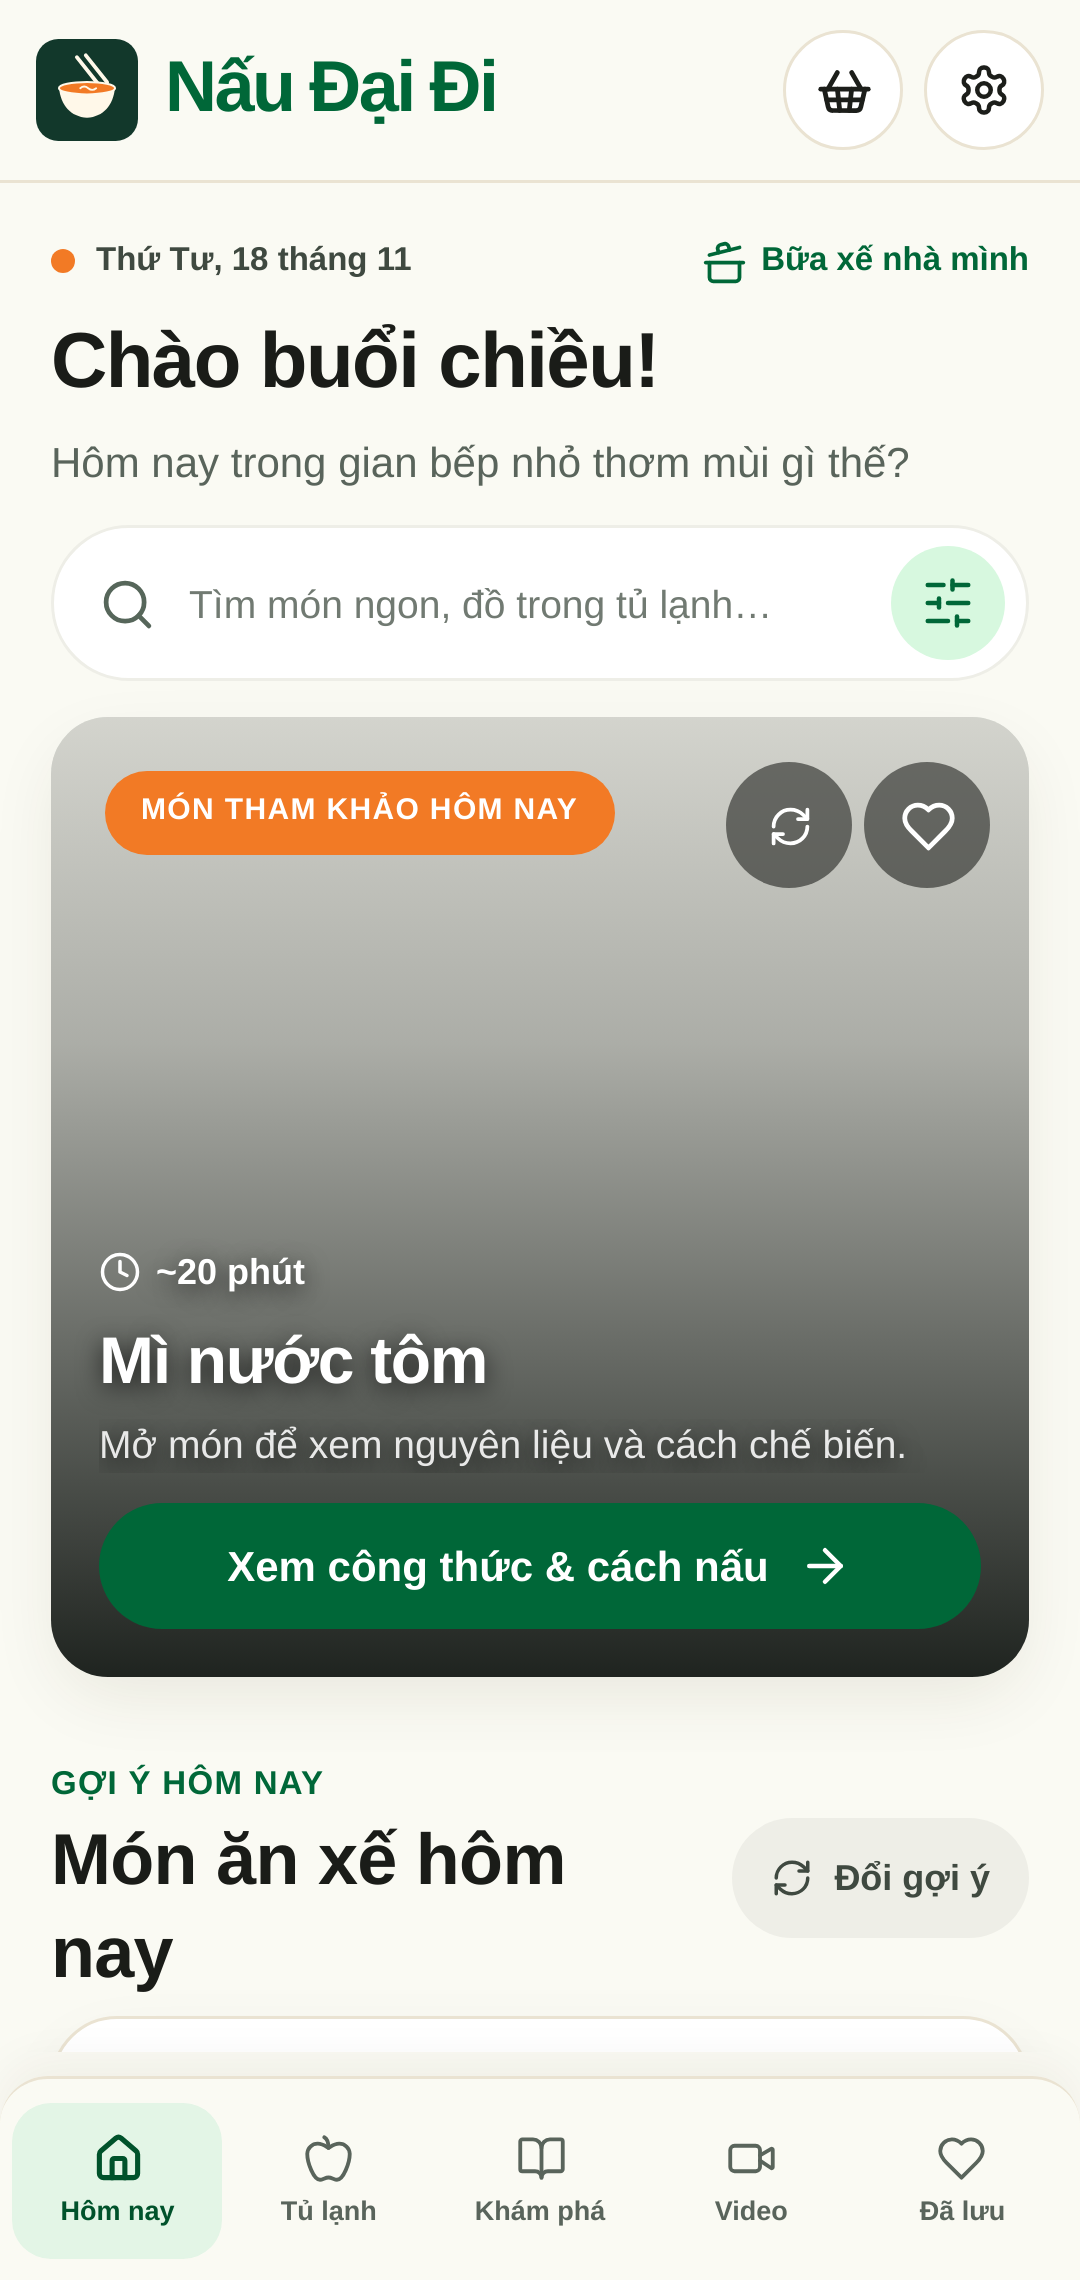 Nấu Đại Đi
Thứ Tư, 18 tháng 11
Bữa xế nhà mình
Chào buổi chiều!
Hôm nay trong gian bếp nhỏ thơm mùi gì thế?
Tìm món ngon, đồ trong tủ lạnh…
MÓN THAM KHẢO HÔM NAY
~20 phút
Mì nước tôm
Mở món để xem nguyên liệu và cách chế biến.
Xem công thức & cách nấu
GỢI Ý HÔM NAY
Món ăn xế hôm
nay
Đổi gợi ý
Hôm nay
Tủ lạnh
Khám phá
Video
Đã lưu